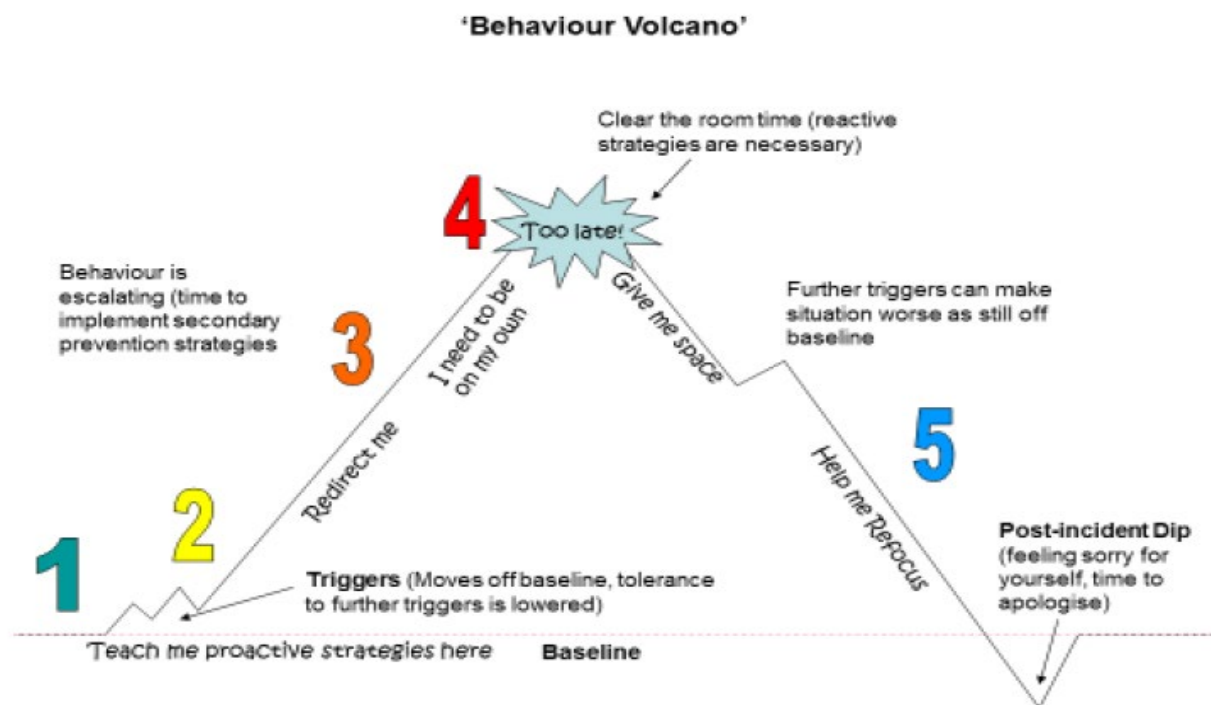 'Behaviour Volcano'
Clear the room time (reactive
strategies are necessary)
4
Too late!
Behaviour is
escalating (time to
implement secondary
prevention strategies
3
I need to be
on my own
Give me space
Further triggers can make
situation worse as still off
baseline
Redirect me
5
Help me Refocus
2
1
Triggers (Moves off baseline, tolerance
to further triggers is lowered)
Post-incident Dip
(feeling sorry for
yourself, time to
apologise)
Teach me proactive strategies here
Baseline